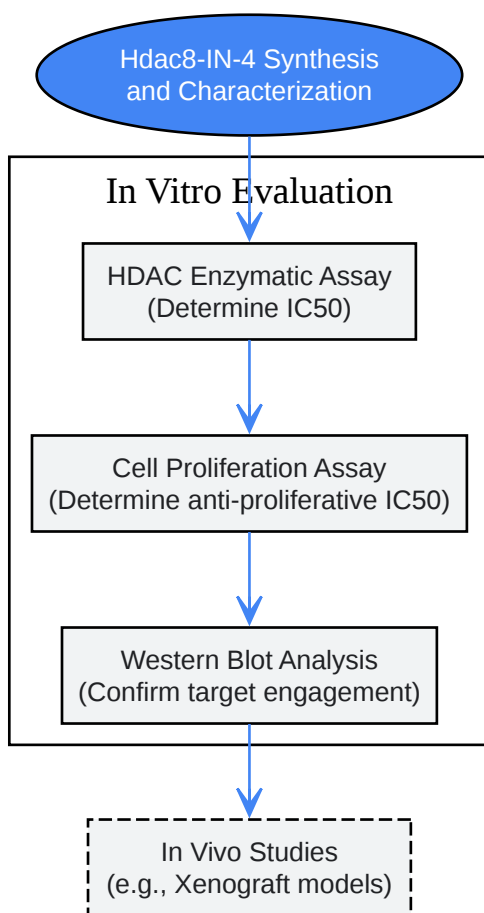 Hdac8-IN-4 Synthesis
and Characterization
In Vitro Evaluation
HDAC Enzymatic Assay
(Determine IC50)
Cell Proliferation Assay
(Determine anti-proliferative IC50)
Western Blot Analysis
(Confirm target engagement)
In Vivo Studies
(e.g., Xenograft models)